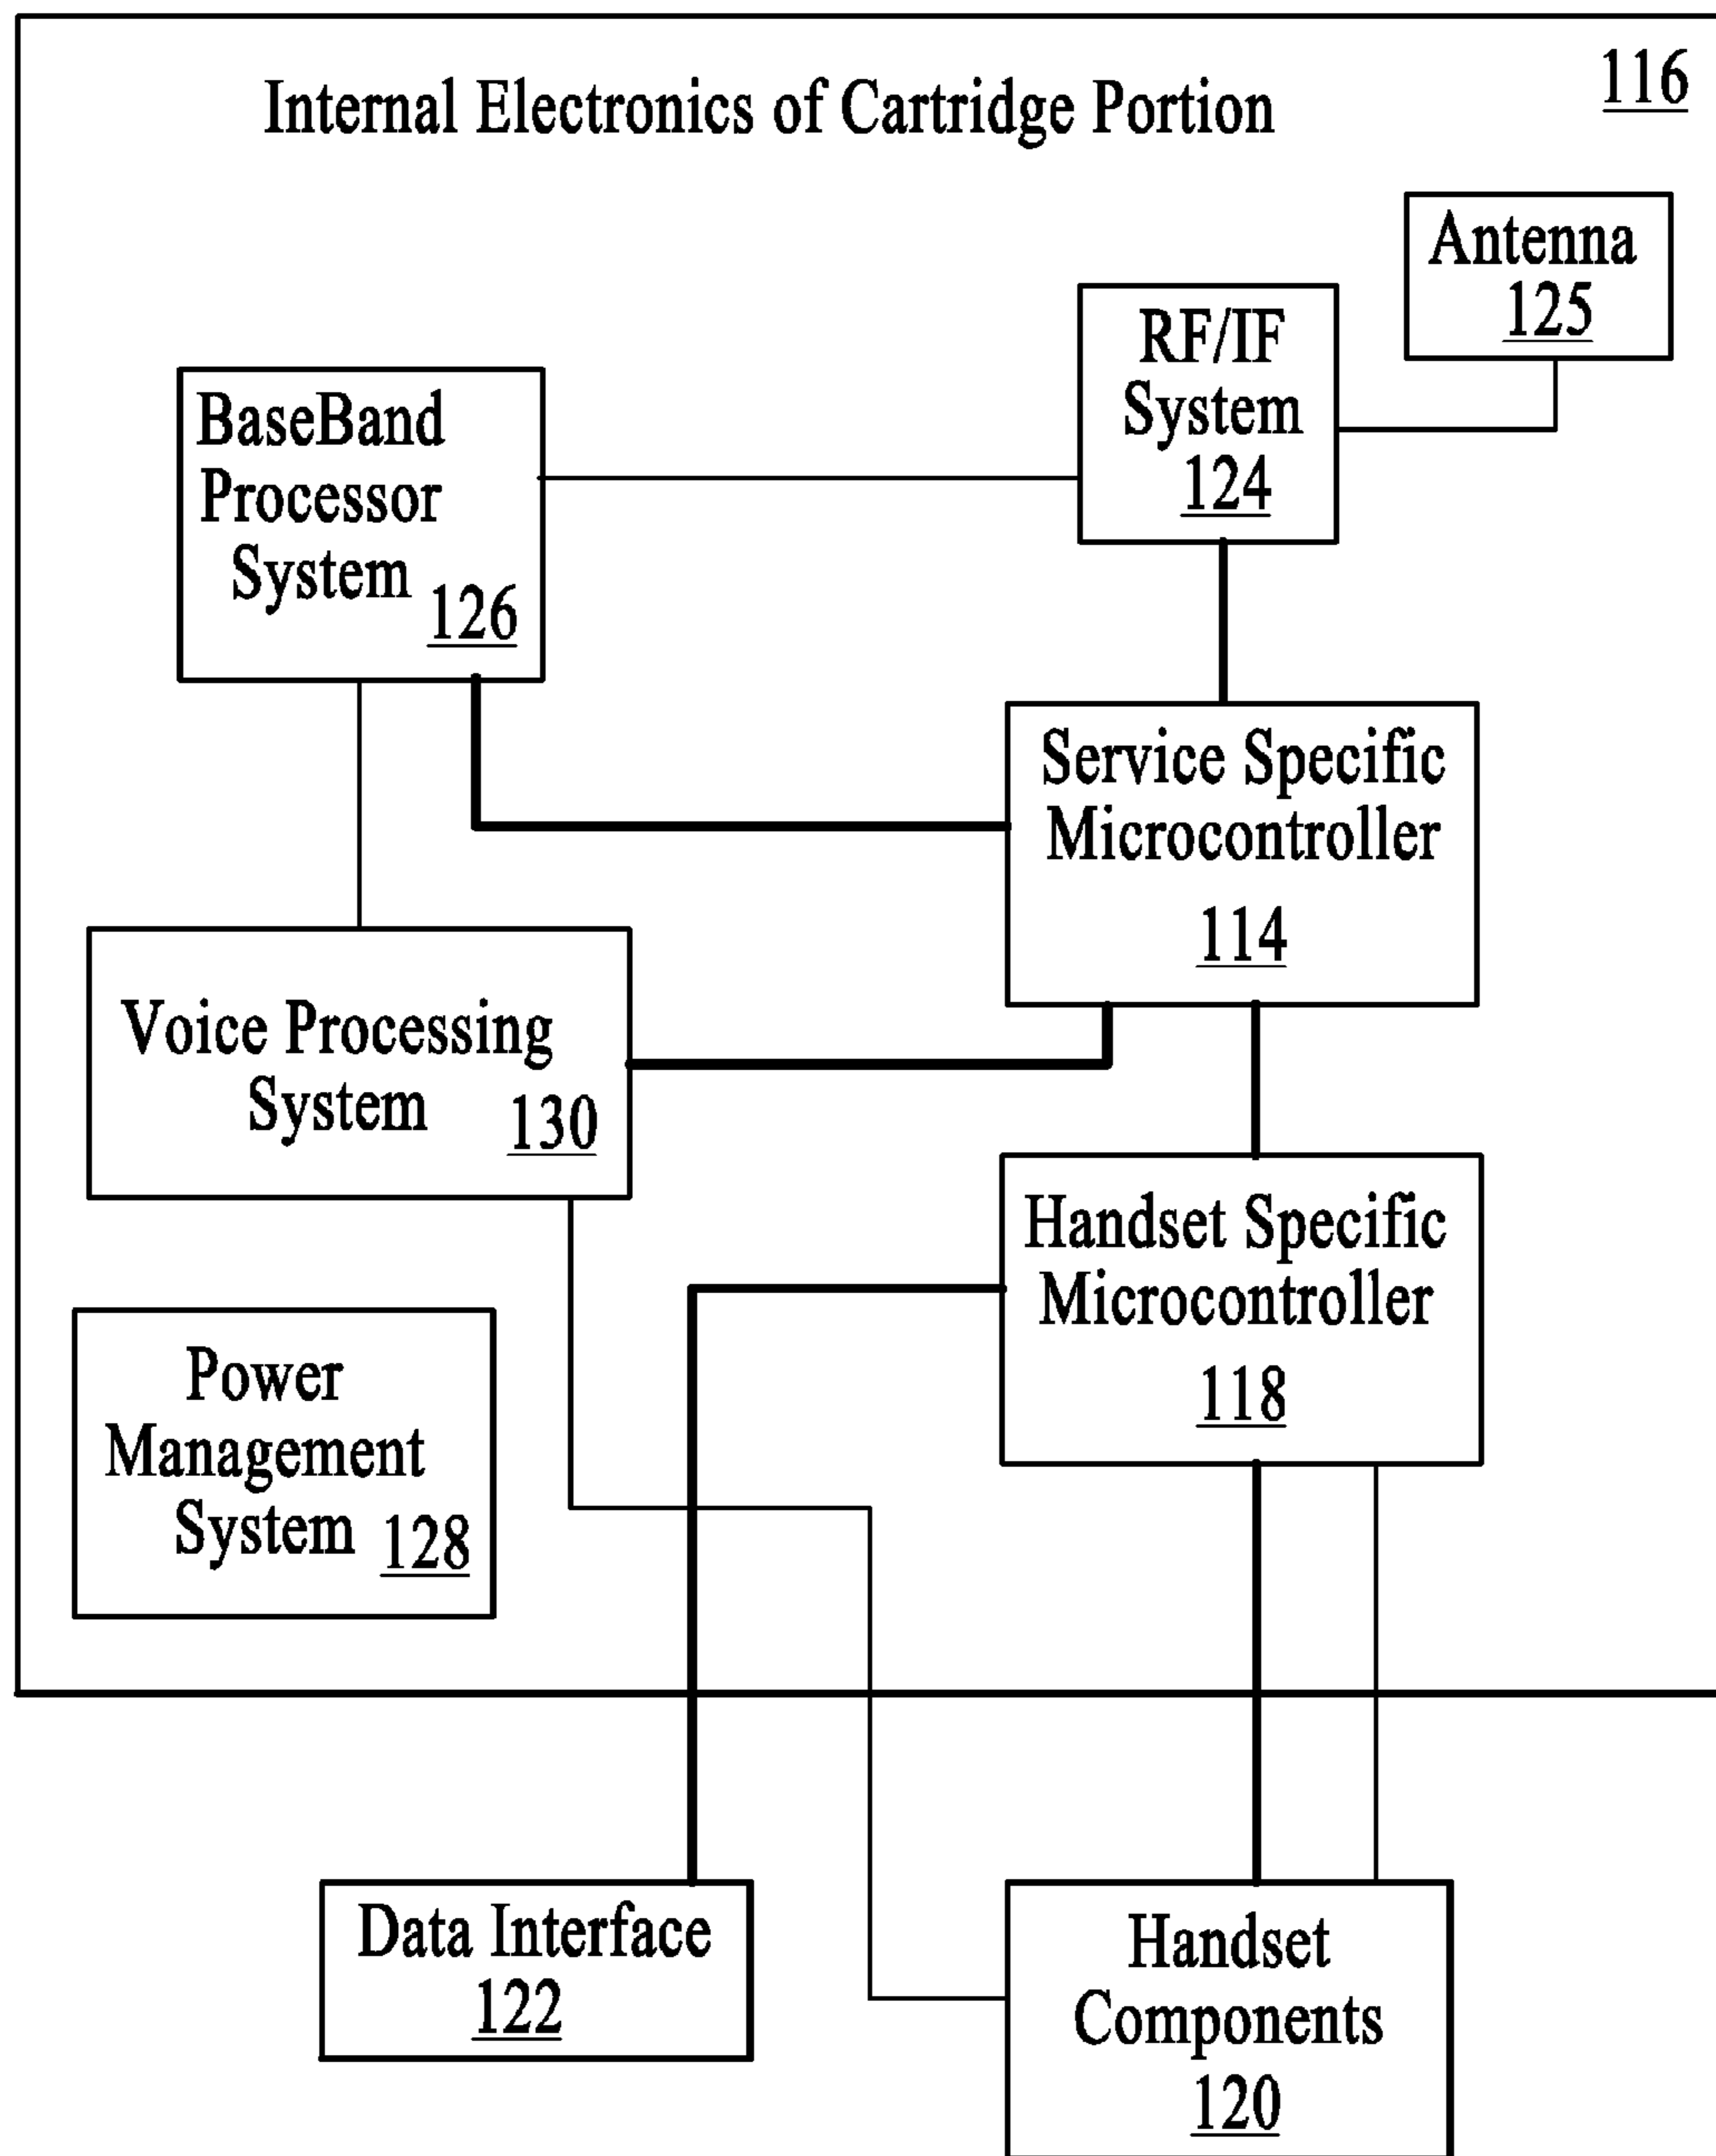 Internal Electronics of Cartridge Portion
116
Antenna
125
RF/IF
System
124
BaseBand
Processor
System
126
Service Specific
Microcontroller
114
Voice Processing
System
130
Handset Specific
Microcontroller
118
Power
Management
System
128
Data Interface
122
Handset
Components
120